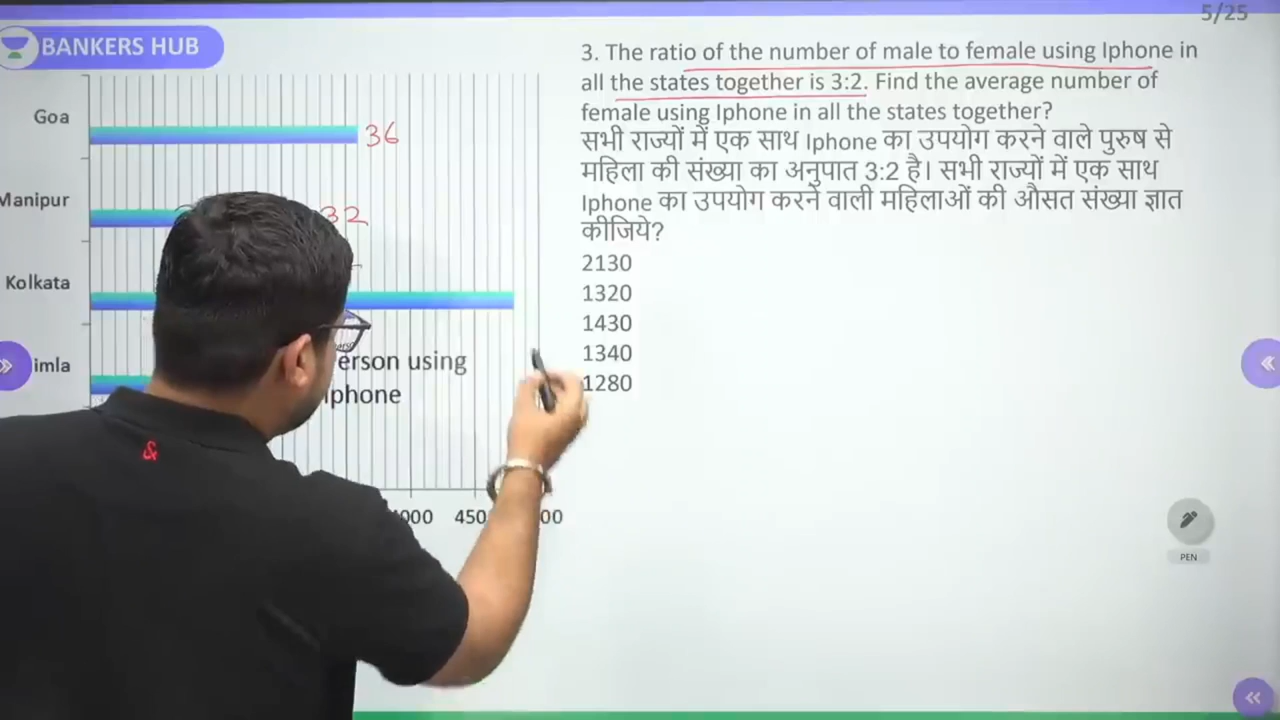 5/25
BANKERS HUB
3. The ratio of the number of male to female using Iphone in
all the states together is 3:2. Find the average number of
female using Iphone in all the states together?
सभी राज्यों में एक साथ Iphone का उपयोग करने वाले पुरुष से
महिला की संख्या का अनुपात 3:2 है। सभी राज्यों में एक साथ
Iphone का उपयोग करने वाली महिलाओं की औसत संख्या ज्ञात
कीजिये?
2130
1320
1430
1340
1280
Goa
36
Manipur
32
Kolkata
imla
erson using
Iphone
000 450 00
PEN